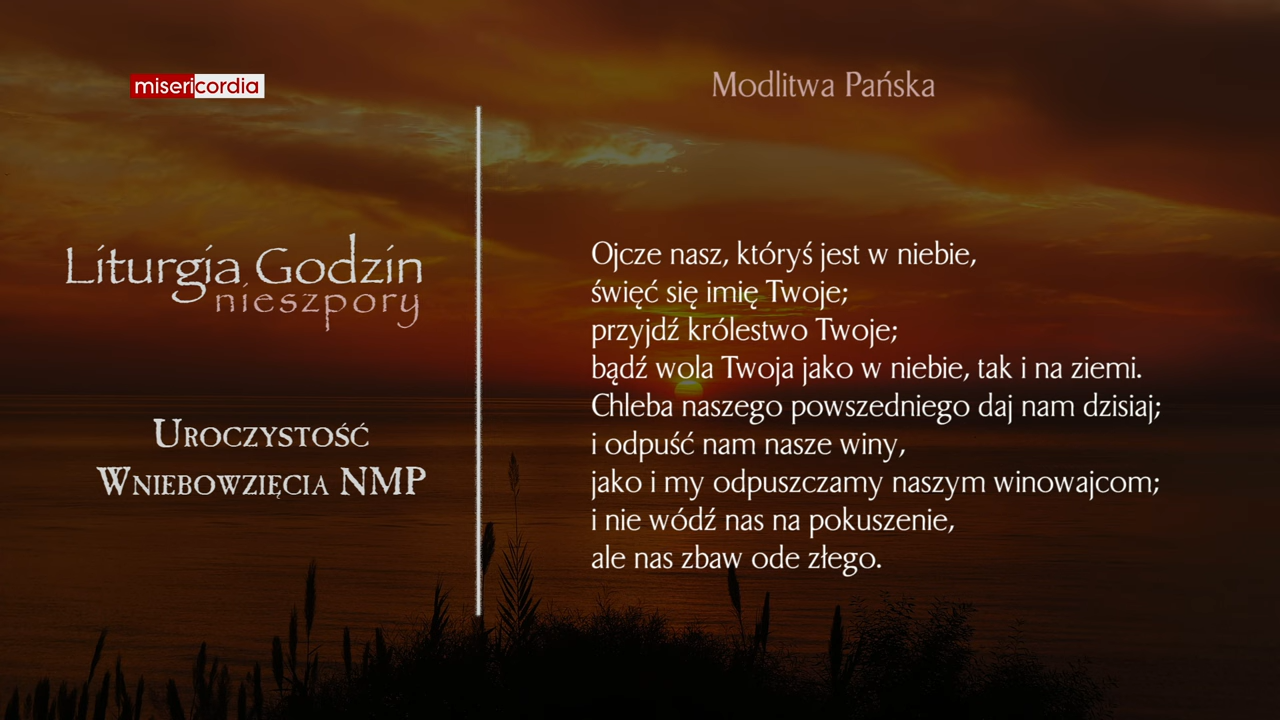 misericordia
Liturgia Godzin
nieszpory
Uroczystość
Wniebowzięcia NMP
Modlitwa Pańska
Ojcze nasz, któryś jest w niebie,
święć się imię Twoje;
przyjdź królestwo Twoje;
bądź wola Twoja jako w niebie, tak i na ziemi.
Chleba naszego powszedniego daj nam dzisiaj;
i odpuść nam nasze winy,
jako i my odpuszczamy naszym winowajcom;
i nie wódź nas na pokuszenie,
ale nas zbaw ode złego.